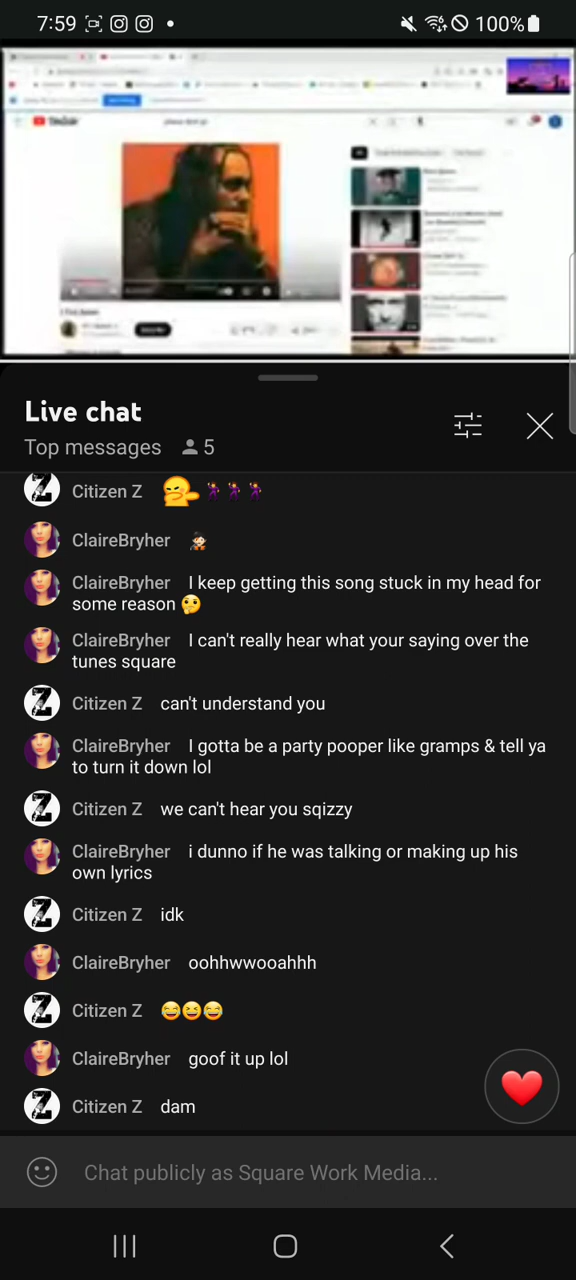 7:59
100%
Live chat
Top messages 5
Citizen Z
ClaireBryher
ClaireBryher I keep getting this song stuck in my head for
some reason 🤔
ClaireBryher I can't really hear what your saying over the
tunes square
Citizen Z can't understand you
ClaireBryher I gotta be a party pooper like gramps & tell ya
to turn it down lol
Citizen Z we can't hear you sqizzy
ClaireBryher i dunno if he was talking or making up his
own lyrics
Citizen Z idk
ClaireBryher oohhwwooahhh
Citizen Z 😂😆😂
ClaireBryher goof it up lol
Citizen Z dam
Chat publicly as Square Work Media...